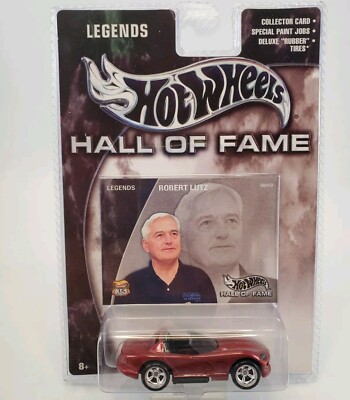 LEGENDS
COLLECTOR CARD •
SPECIAL PAINT JOBS •
DELUXE "RUBBER" •
TIRES
Hot Wheels
HALL OF FAME
LEGENDS
ROBERT LUTZ
Hot Wheels
HALL OF FAME
8+